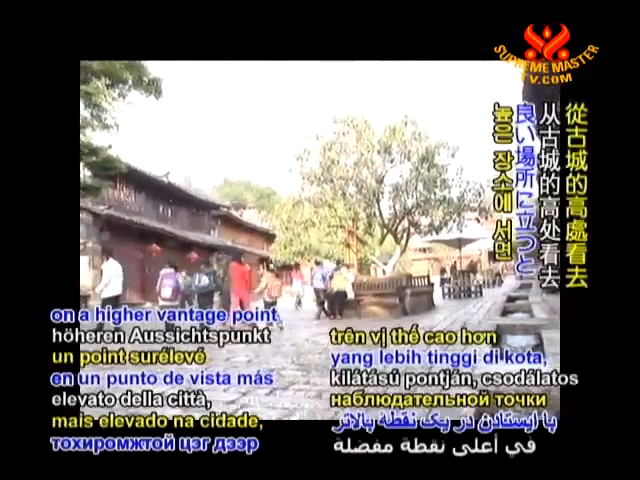 SUPREME MASTER
TV.COM
從古城的高處看去
从古城的高处看去
良い場所に立つと
높은 장소에 서면
on a higher vantage point,
höheren Aussichtspunkt
un point surélevé
en un punto de vista más
elevato della città,
mais elevado na cidade,
тохиромжтой цэг дээр
trên vị thế cao hơn
yang lebih tinggi di kota,
kilátású pontján, csodálatos
наблюдательной точки
با ایستادن در یک نقطه بالاتر
في أعلى نقطة مفضلة